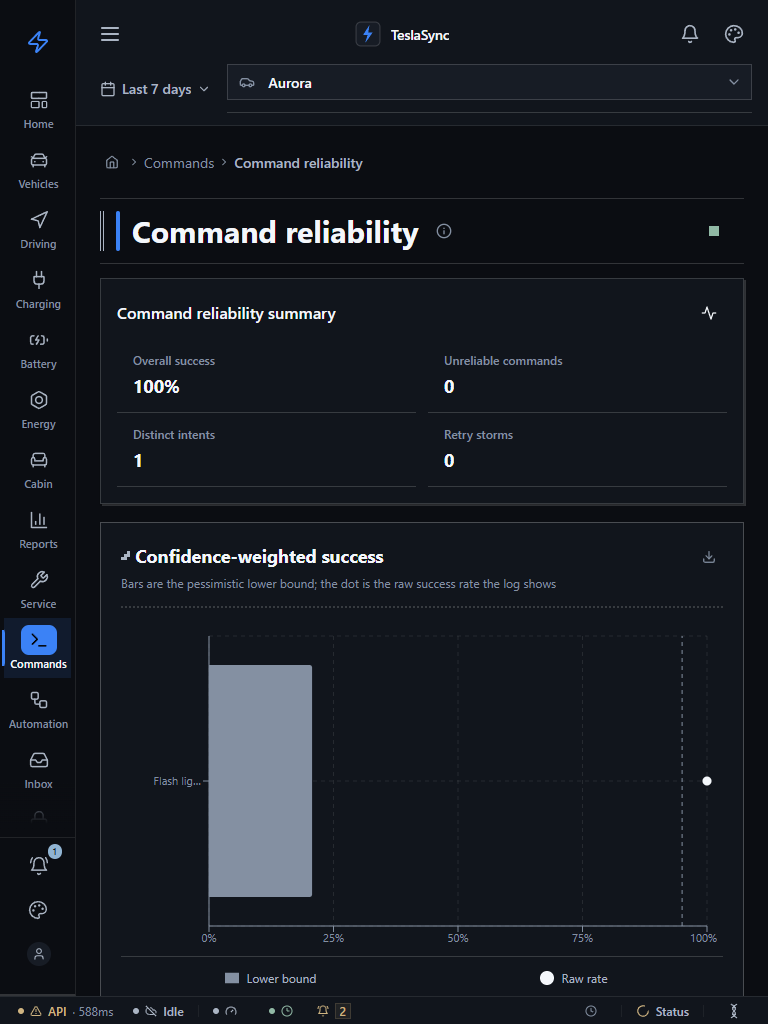 TeslaSync
Last 7 days
Aurora
Home
Vehicles
Driving
Charging
Battery
Energy
Cabin
Reports
Service
Commands
Automation
Inbox
1
Commands
Command reliability
Command reliability
Command reliability summary
Overall success
100%
Unreliable commands
0
Distinct intents
1
Retry storms
0
Confidence-weighted success
Bars are the pessimistic lower bound; the dot is the raw success rate the log shows
Flash lig...
0%
25%
50%
75%
100%
Lower bound
Raw rate
API · 588ms
Idle
2
Status